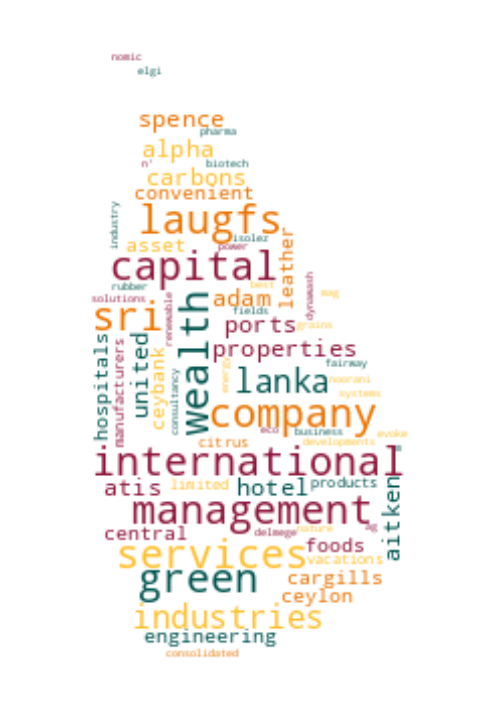 nomic
elgi
spence
pharma
alpha
n'
biotech
carbons
convenient
industry
laugfs
leather
isolez
asset
power
capital
rubber
best
solutions
renewable
wealth
adam
dynawash
mag
sri
fields
ports
grains
hospitals
manufacturers
united
ceybank
consultancy
properties
energy
fairway
lanka
noorani
systems
company
eco
business
evoke
citrus
developments
international
atis
limited
hotel
products
aitken
management
ag
central
delmege
nature
services
foods
vacations
green
cargills
ceylon
industries
engineering
consolidated